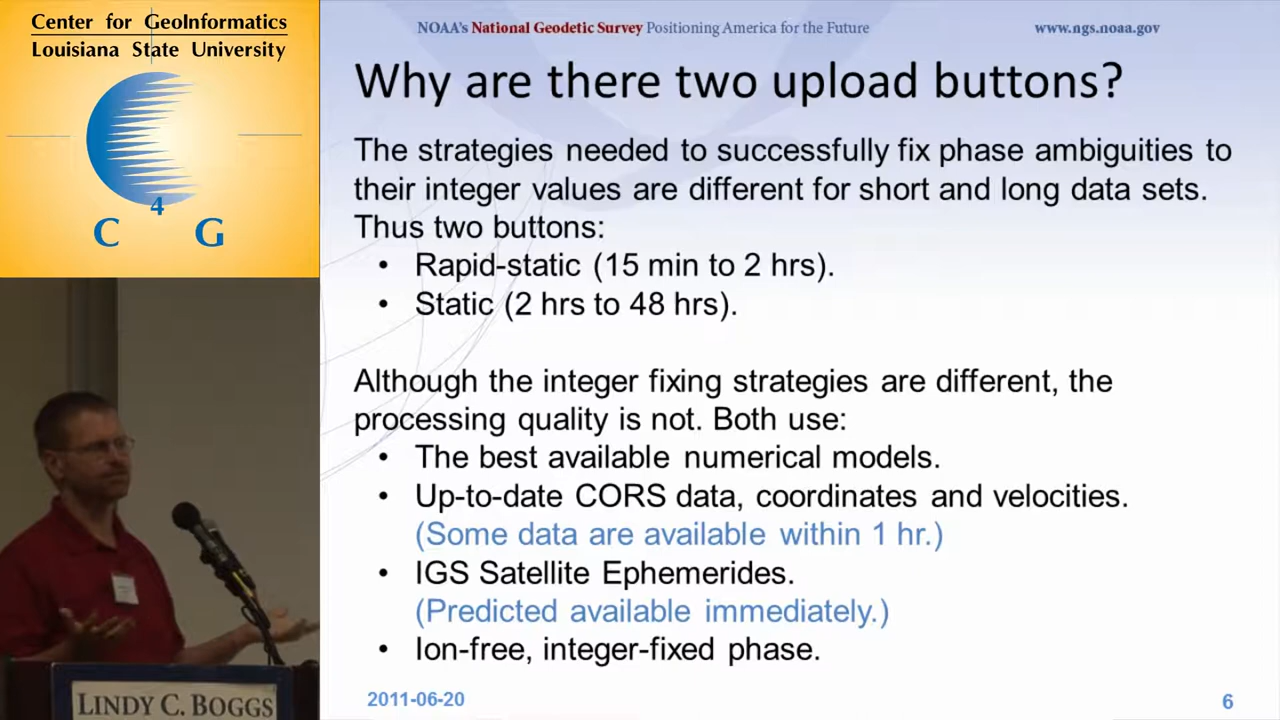 Center for GeoInformatics
Louisiana State University
C 4 G
NOAA's National Geodetic Survey Positioning America for the Future
www.ngs.noaa.gov
Why are there two upload buttons?
The strategies needed to successfully fix phase ambiguities to
their integer values are different for short and long data sets.
Thus two buttons:
• Rapid-static (15 min to 2 hrs).
• Static (2 hrs to 48 hrs).
Although the integer fixing strategies are different, the
processing quality is not. Both use:
• The best available numerical models.
• Up-to-date CORS data, coordinates and velocities.
(Some data are available within 1 hr.)
• IGS Satellite Ephemerides.
(Predicted available immediately.)
• Ion-free, integer-fixed phase.
2011-06-20
6
LINDY C. BOGGS